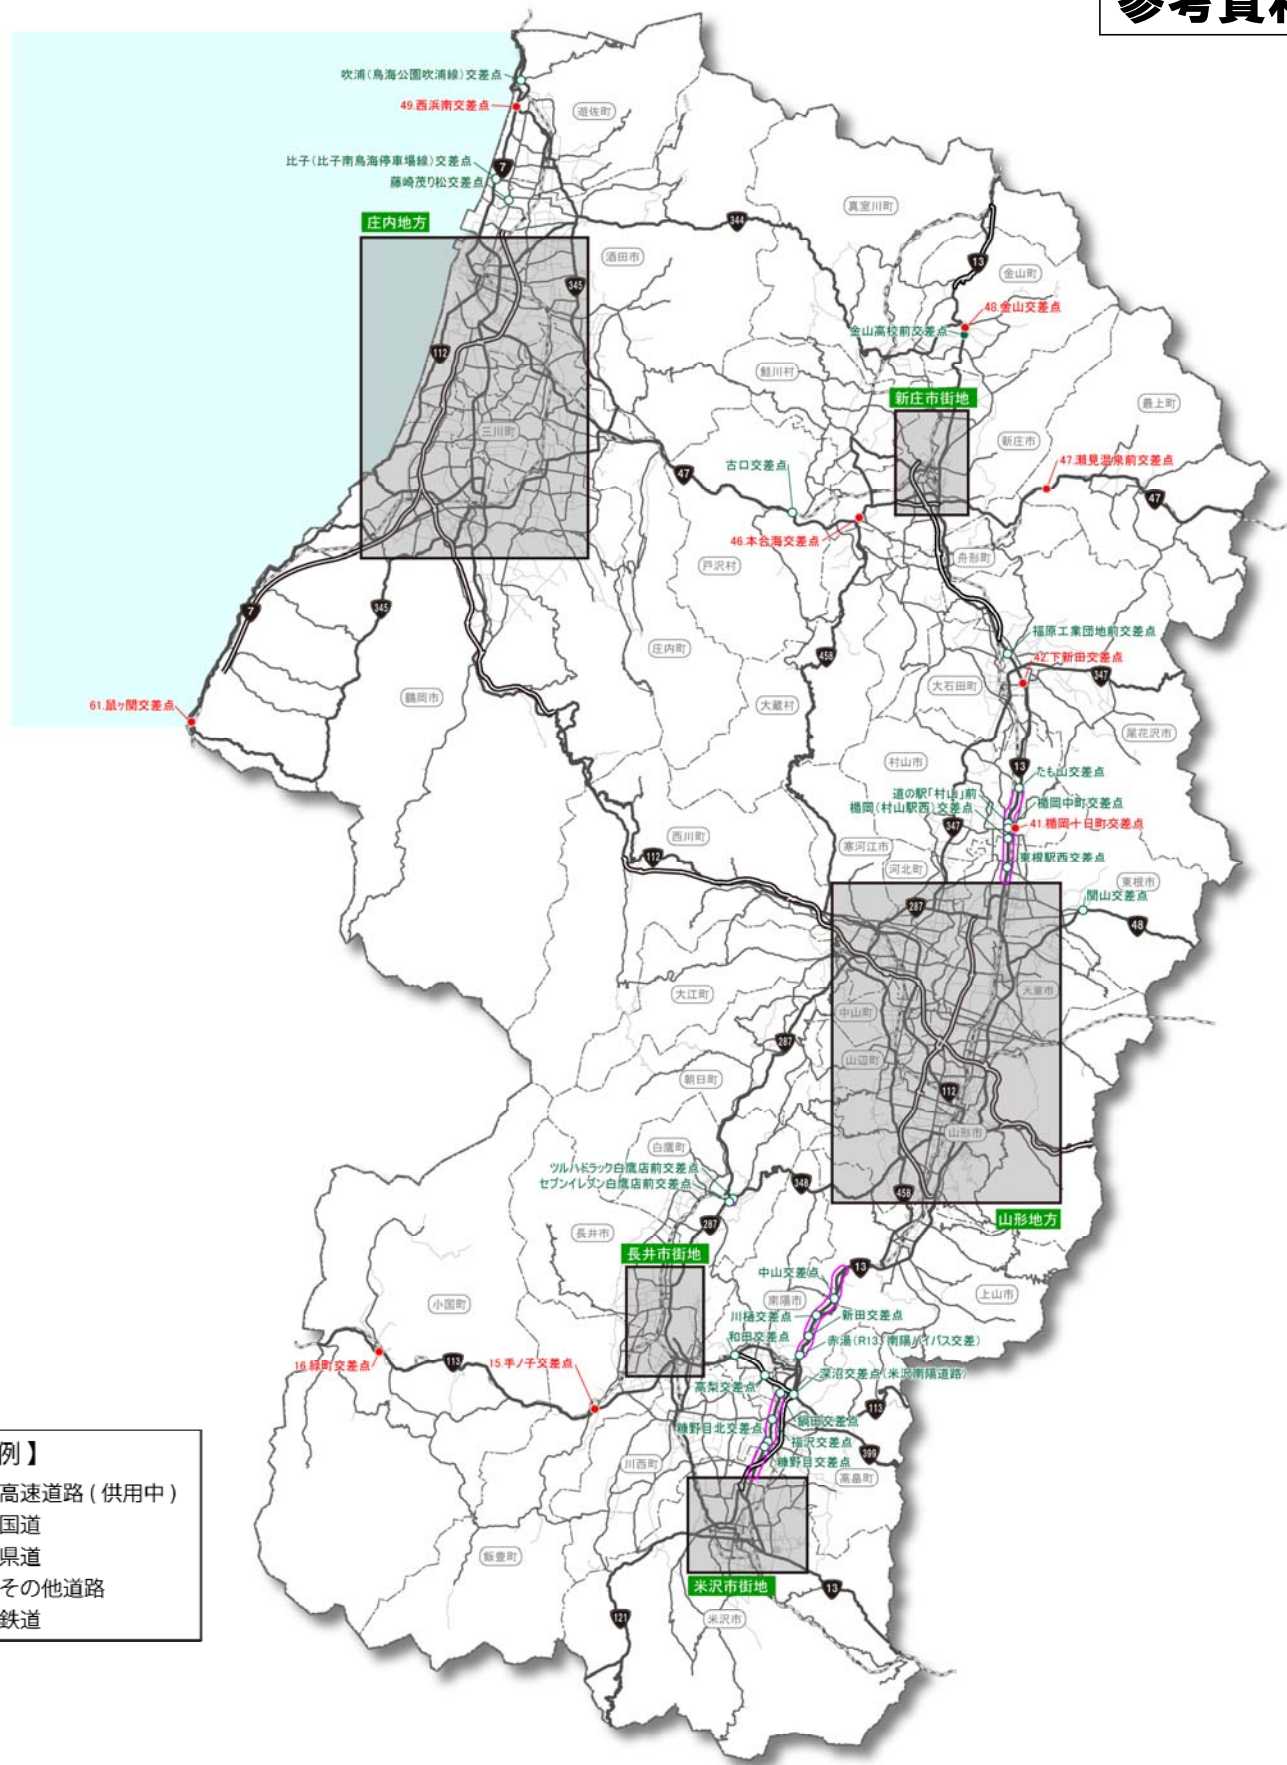 参考資料
吹浦(鳥海公園吹浦線)交差点
49.西浜南交差点
遊佐町
比子(比子南鳥海停車場線)交差点
7
藤崎茂り松交差点
庄内地方
344
真室川町
酒田市
13
金山町
345
48.金山交差点
金山高校前交差点
112
鮭川村
新庄市街地
最上町
三川町
新庄市
古口交差点
47
47.瀬見温泉前交差点
47
46.本合海交差点
戸沢村
舟形町
7
345
福原工業団地前交差点
庄内町
458
42.下新田交差点
鶴岡市
大石田町
347
61.鼠ヶ関交差点
大蔵村
尾花沢市
村山市
13
たも山交差点
道の駅「村山」前
楯岡(村山駅西)交差点
楯岡中町交差点
41.楯岡十日町交差点
西川町
347
寒河江市
112
河北町
東根駅西交差点
東根市
287
関山交差点
48
大江町
天童市
中山町
287
山辺町
朝日町
112
山形市
白鷹町
ツルハドラック白鷹店前交差点
セブンイレブン白鷹店前交差点
348
458
287
山形地方
長井市
長井市街地
中山交差点
13
小国町
南陽市
上山市
川樋交差点
新田交差点
和田交差点
赤湯(R13)南陽バイパス交差)
16.緑町交差点
113
15.手ノ子交差点
深沼交差点(米沢南陽道路)
高梨交差点
113
鍋田交差点
糠野目北交差点
福沢交差点
399
糠野目交差点
川西町
高畠町
例】
高速道路(供用中)
国道
県道
その他道路
鉄道
飯豊町
米沢市街地
13
121
米沢市